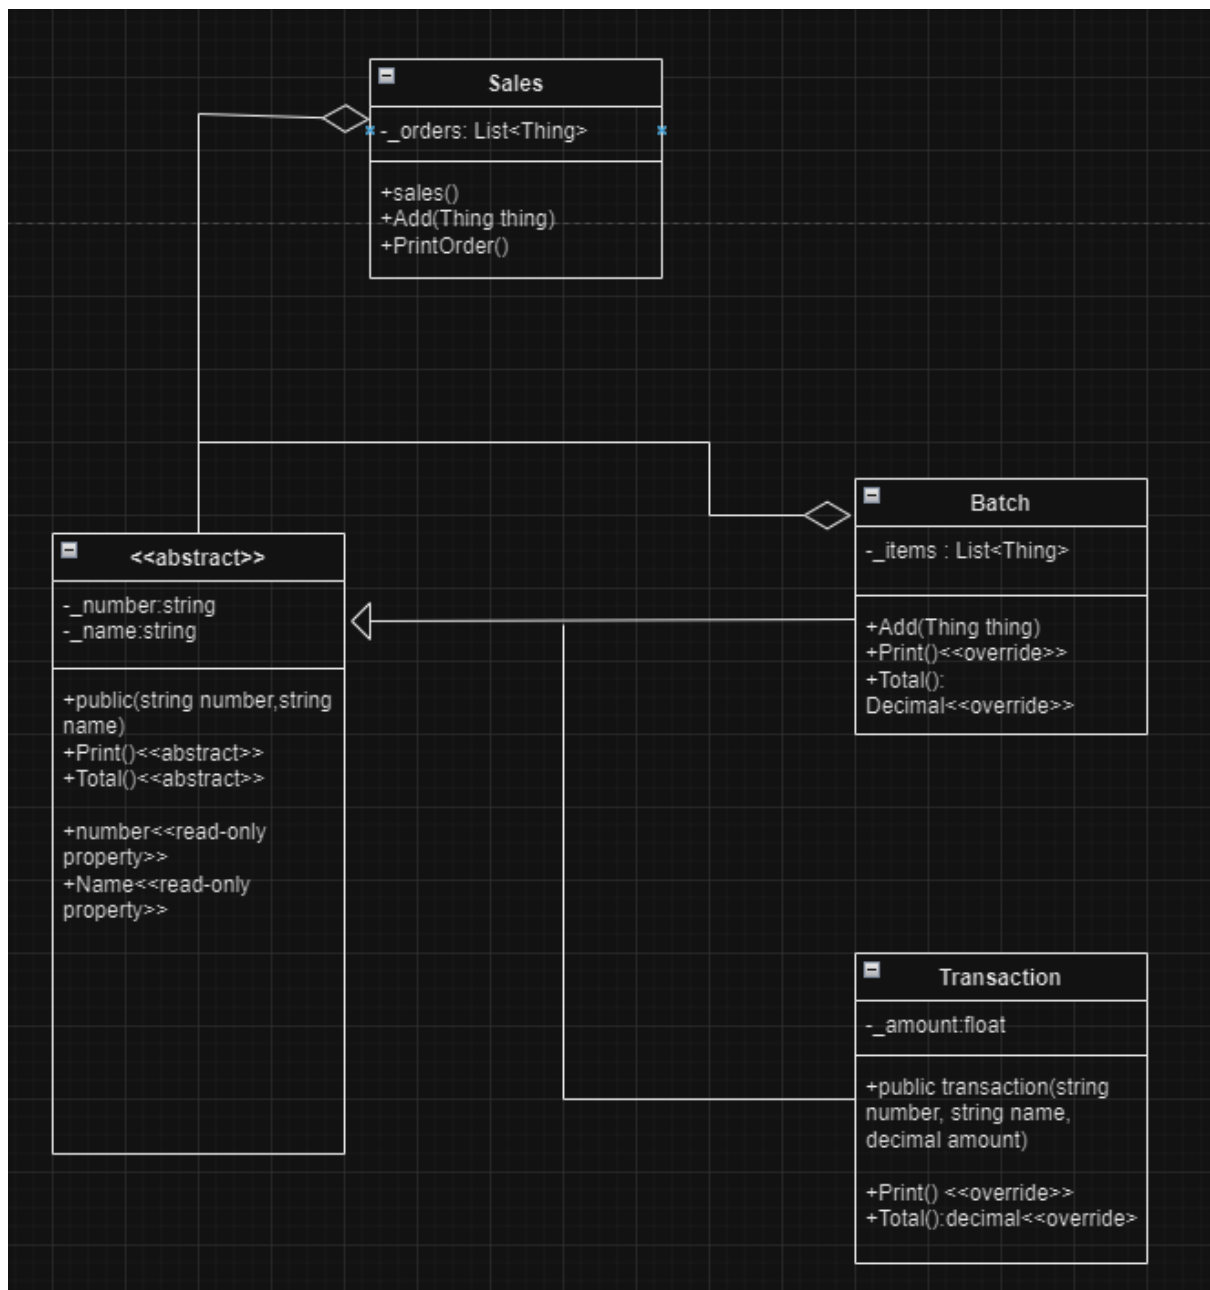 Sales
-_orders: List<Thing>
+sales()
+Add(Thing thing)
+PrintOrder()
Batch
-_items : List<Thing>
+Add(Thing thing)
+Print()<<override>>
+Total():
Decimal<<override>>
<<abstract>>
-_number:string
-_name:string
+public(string number,string
name)
+Print()<<abstract>>
+Total()<<abstract>>
+number<<read-only
property>>
+Name<<read-only
property>>
Transaction
-_amount:float
+public transaction(string
number, string name,
decimal amount)
+Print() <<override>>
+Total():decimal<<override>